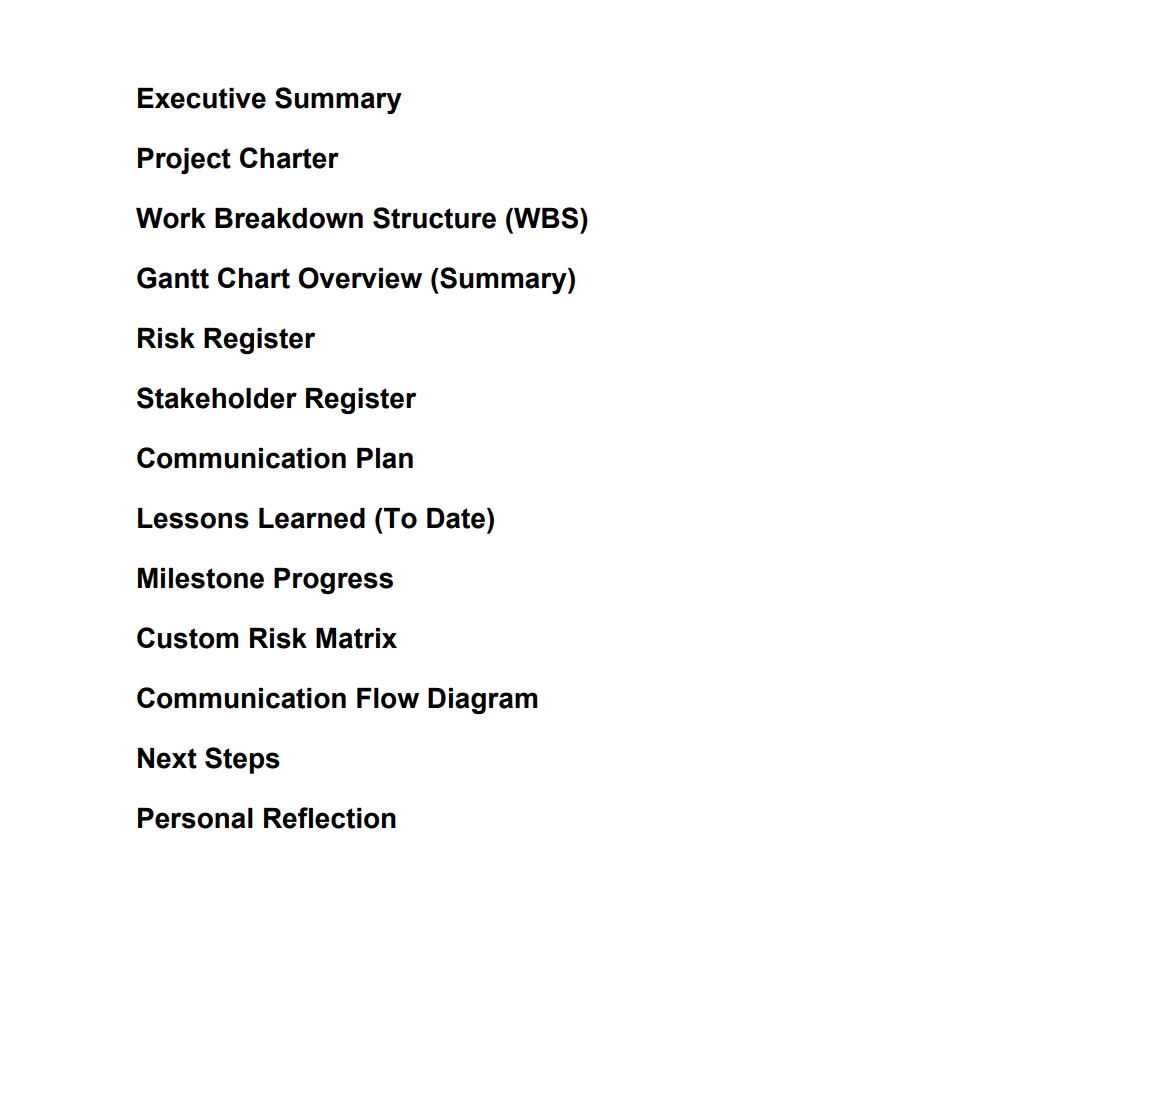 Executive Summary
Project Charter
Work Breakdown Structure (WBS)
Gantt Chart Overview (Summary)
Risk Register
Stakeholder Register
Communication Plan
Lessons Learned (To Date)
Milestone Progress
Custom Risk Matrix
Communication Flow Diagram
Next Steps
Personal Reflection